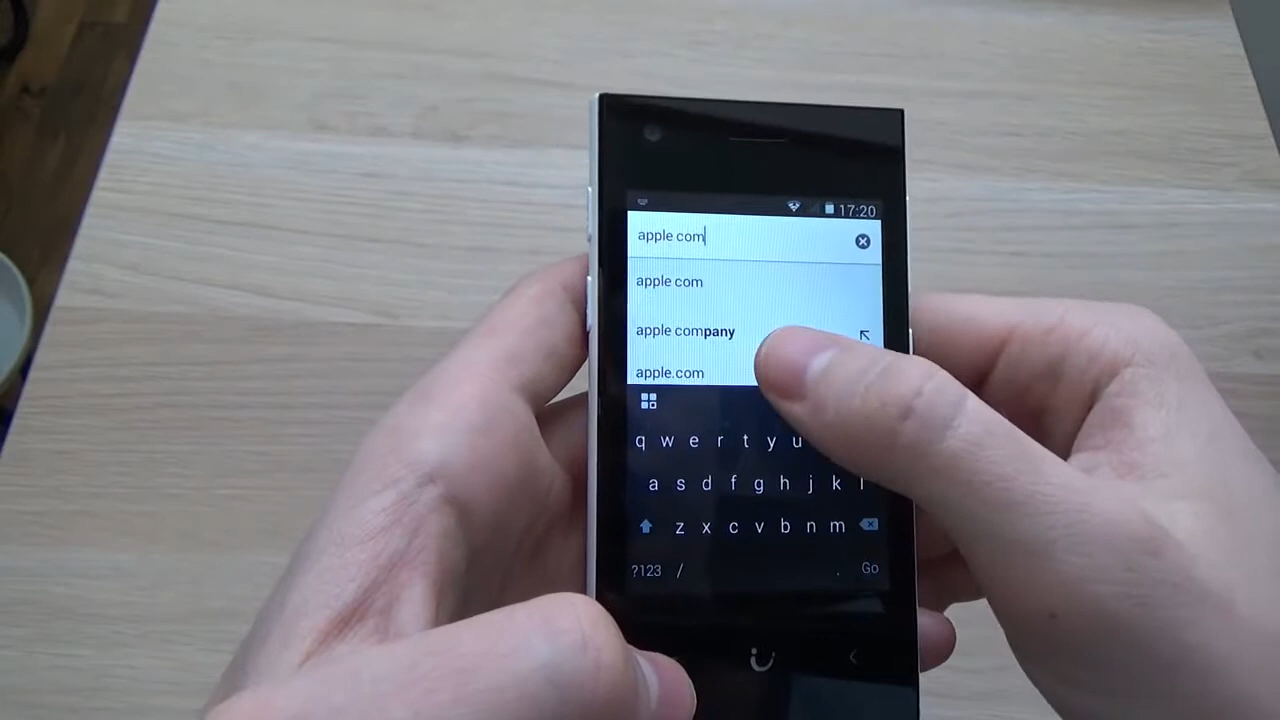 17:20
apple com
apple com
apple company
apple.com
q w e r t y u
a s d f g h j k l
z x c v b n m
?123 / . Go